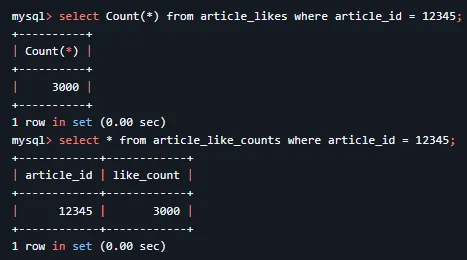 mysql> select Count(*) from article_likes where article_id = 12345;
+----------+
| Count(*) |
+----------+
|     3000 |
+----------+
1 row in set (0.00 sec)
mysql> select * from article_like_counts where article_id = 12345;
+------------+------------+
| article_id | like_count |
+------------+------------+
|      12345 |       3000 |
+------------+------------+
1 row in set (0.00 sec)